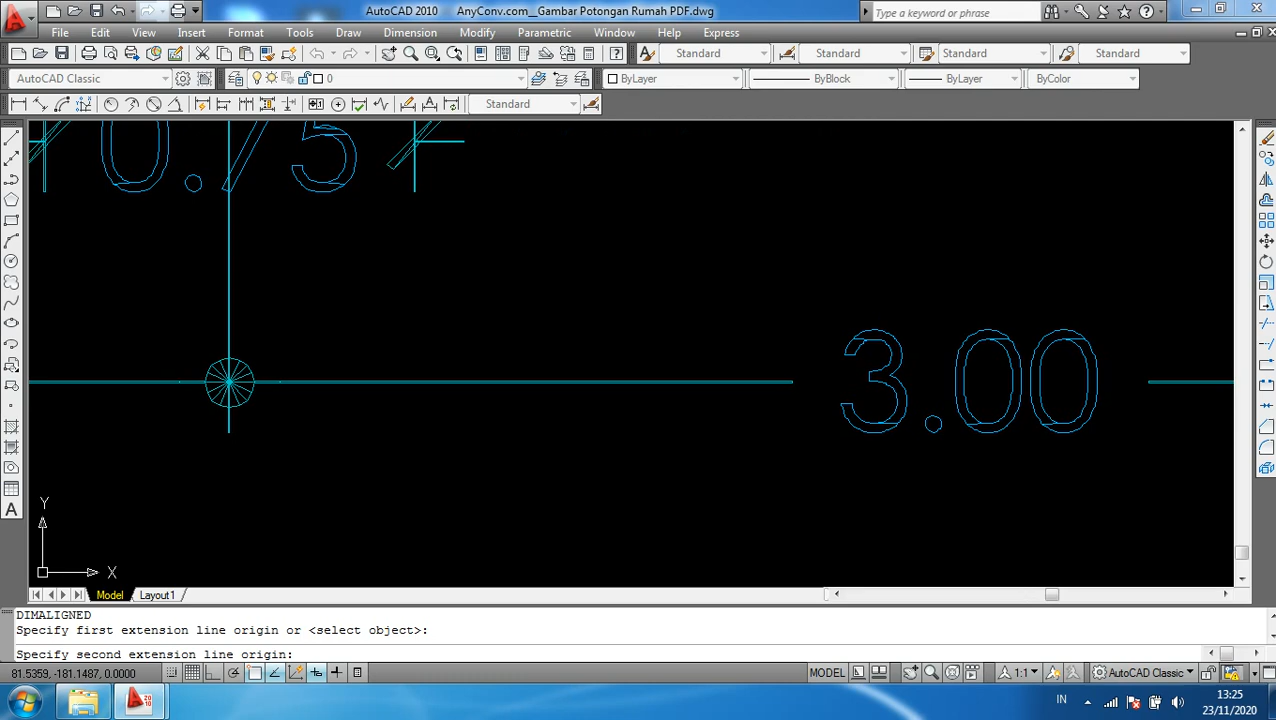 AutoCAD 2010 AnyConv.com__Gambar Potongan Rumah PDF.dwg
Type a keyword or phrase
File Edit View Insert Format Tools Draw Dimension Modify Parametric Window Help Express
Standard Standard Standard Standard
AutoCAD Classic 0 ByLayer ByBlock ByLayer ByColor
Standard
0.75
3.00
Y
X
A
Model Layout1
DIMALIGNED
Specify first extension line origin or <select object>:
Specify second extension line origin:
81.5359, -181.1487, 0.0000 MODEL 1:1 AutoCAD Classic
IN 13:25
23/11/2020